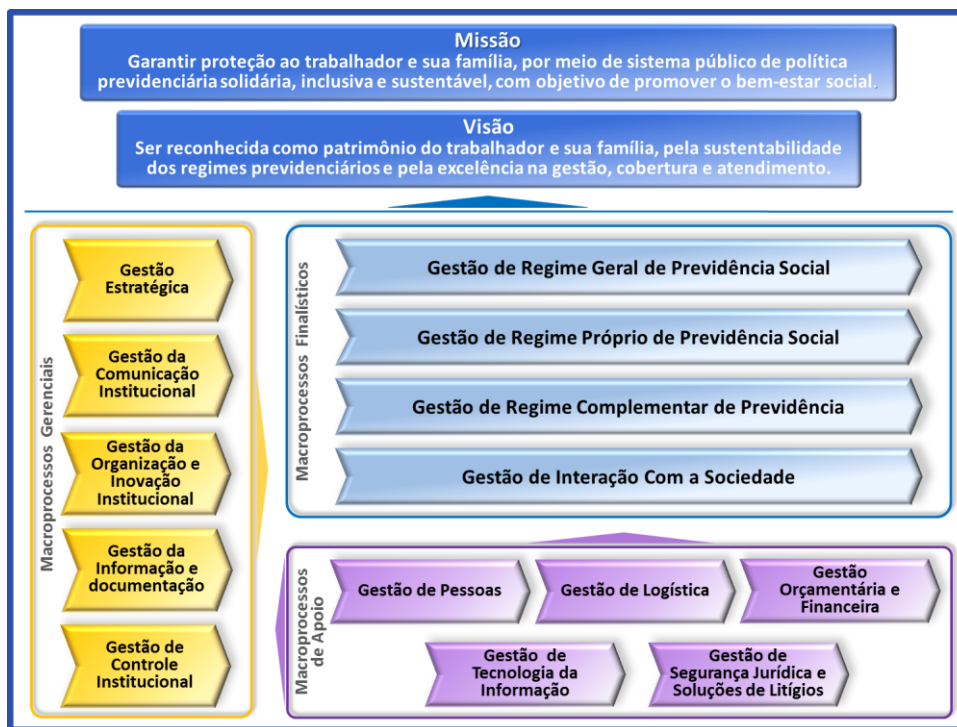 Missão
Garantir proteção ao trabalhador e sua família, por meio de sistema público de política
previdenciária solidária, inclusiva e sustentável, com objetivo de promover o bem-estar social.
Visão
Ser reconhecida como patrimônio do trabalhador e sua família, pela sustentabilidade
dos regimes previdenciários e pela excelência na gestão, cobertura e atendimento.
Macroprocessos Gerenciais
Gestão
Estratégica
Gestão da
Comunicação
Institucional
Gestão da
Organização e
Inovação
Institucional
Gestão da
Informação e
documentação
Gestão de
Controle
Institucional
Macroprocessos Finalísticos
Gestão de Regime Geral de Previdência Social
Gestão de Regime Próprio de Previdência Social
Gestão de Regime Complementar de Previdência
Gestão de Interação Com a Sociedade
Macroprocessos
de Apoio
Gestão de Pessoas
Gestão de Logística
Gestão
Orçamentária e
Financeira
Gestão de
Tecnologia da
Informação
Gestão de
Segurança Jurídica e
Soluções de Litígios